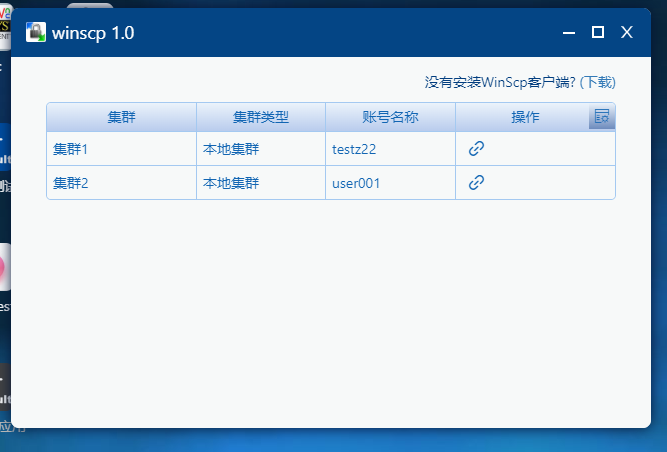 winscp 1.0
没有安装WinScp客户端? (下载)
集群 集群类型 账号名称 操作
集群1 本地集群 testz22
集群2 本地集群 user001
应用